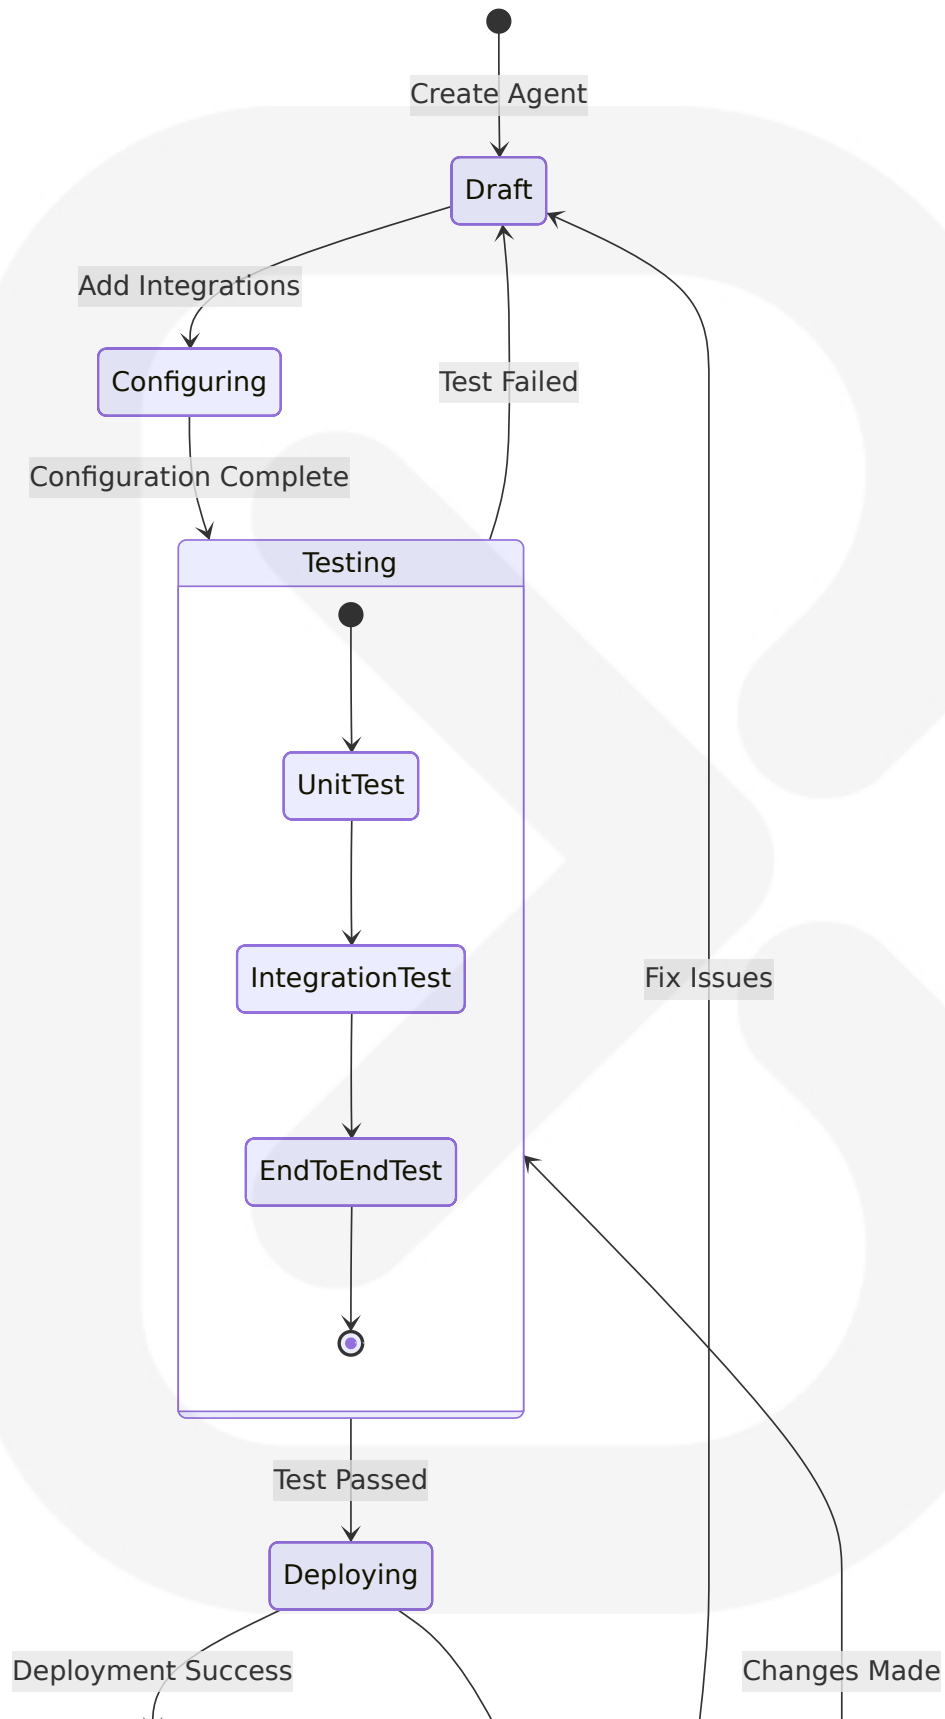 Create Agent
Draft
Add Integrations
Configuring
Test Failed
Configuration Complete
Testing
UnitTest
IntegrationTest
Fix Issues
EndToEndTest
Test Passed
Deploying
Deployment Success
Changes Made